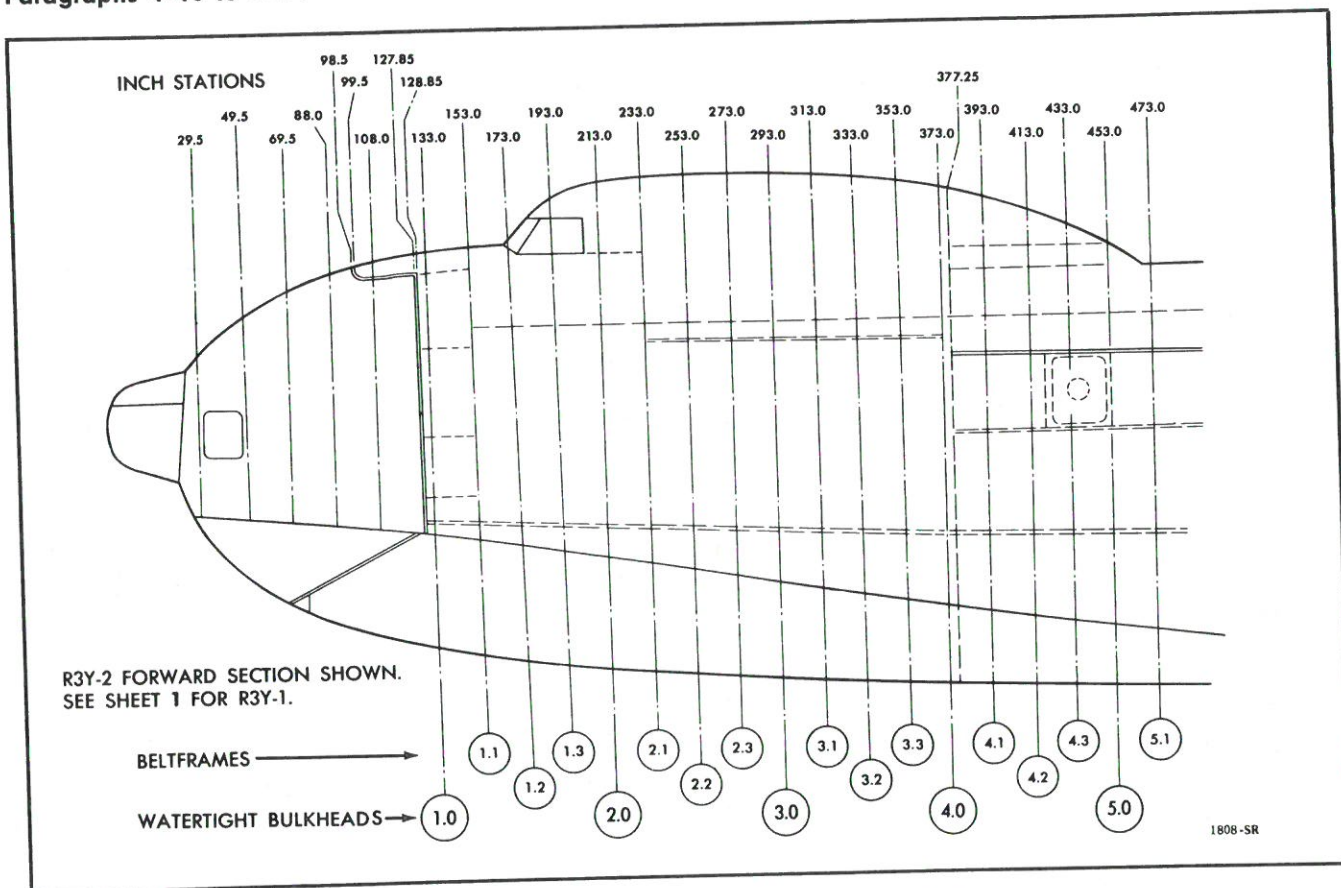 INCH STATIONS
98.5 127.85
99.5 128.85 377.25
49.5 88.0 153.0 193.0 233.0 273.0 313.0 353.0 393.0 433.0 473.0
29.5 69.5 108.0 133.0 173.0 213.0 253.0 293.0 333.0 373.0 413.0 453.0
R3Y-2 FORWARD SECTION SHOWN.
SEE SHEET 1 FOR R3Y-1.
BELTFRAMES
1.1 1.3 2.1 2.3 3.1 3.3 4.1 4.3 5.1
1.2 2.2 3.2 4.2
WATERTIGHT BULKHEADS 1.0 2.0 3.0 4.0 5.0
1808-SR